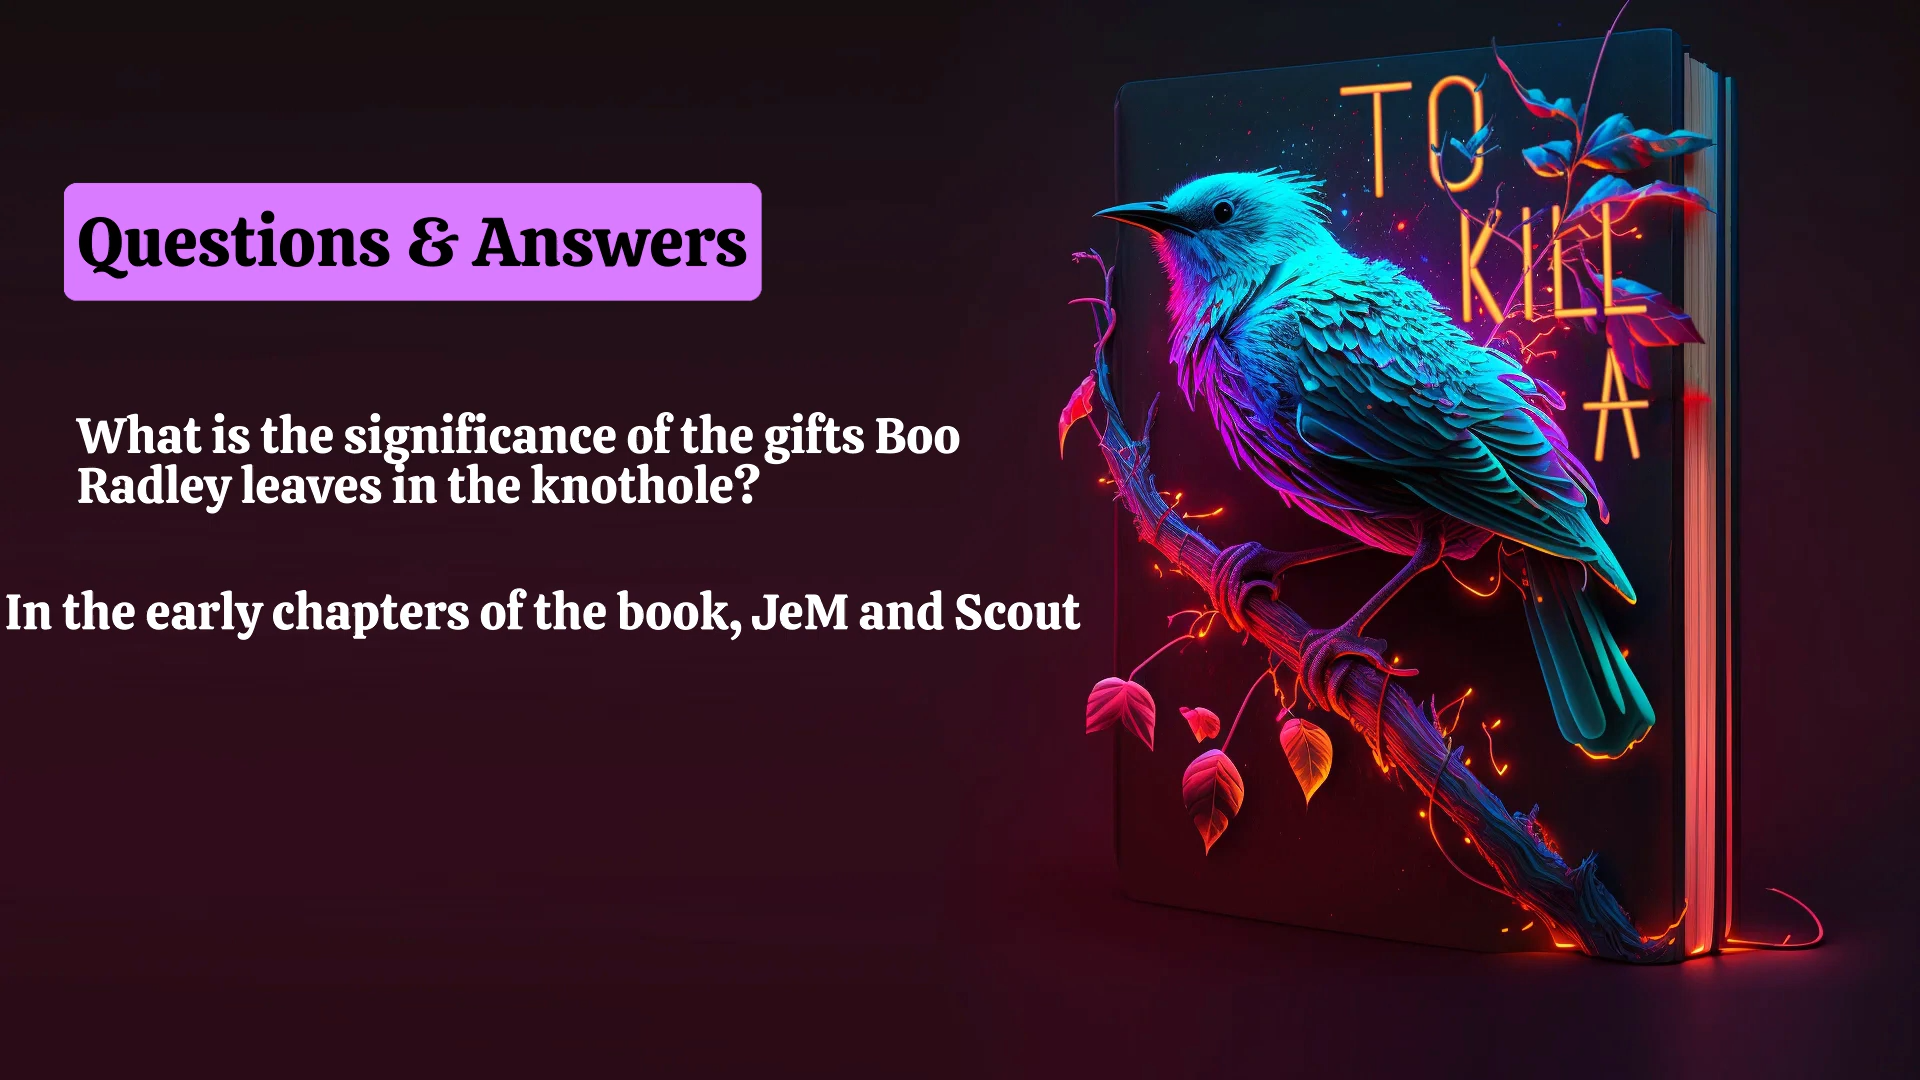 Questions & Answers
What is the significance of the gifts Boo
Radley leaves in the knothole?
In the early chapters of the book, JeM and Scout
TO
KILL
A